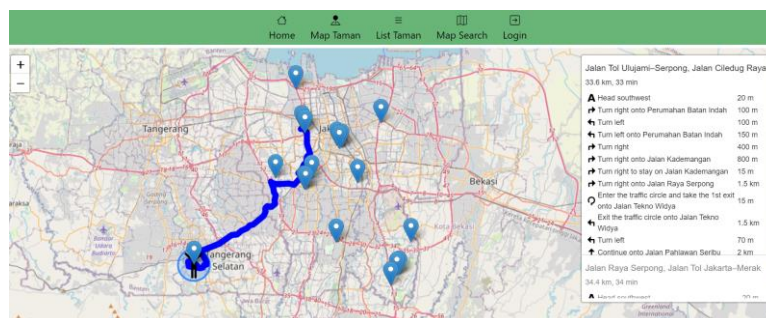 Home
Map Taman
List Taman
Map Search
Login
+
−
Tangerang
Bekasi
Kota Bekasi
Tangerang
Selatan
Jalan Tol Ulujami–Serpong, Jalan Ciledug Raya
33.6 km, 33 min
Head southwest 20 m
Turn right onto Perumahan Batan Indah 100 m
Turn left 100 m
Turn left onto Perumahan Batan Indah 150 m
Turn right 400 m
Turn right onto Jalan Kademangan 800 m
Turn right to stay on Jalan Kademangan 15 m
Turn right onto Jalan Raya Serpong 1.5 km
Enter the traffic circle and take the 1st exit
onto Jalan Tekno Widya 15 m
Exit the traffic circle onto Jalan Tekno
Widya 1.5 km
Turn left 70 m
Continue onto Jalan Pahlawan Seribu 2 km
Jalan Raya Serpong, Jalan Tol Jakarta–Merak
34.4 km, 34 min
Head southwest 20 m